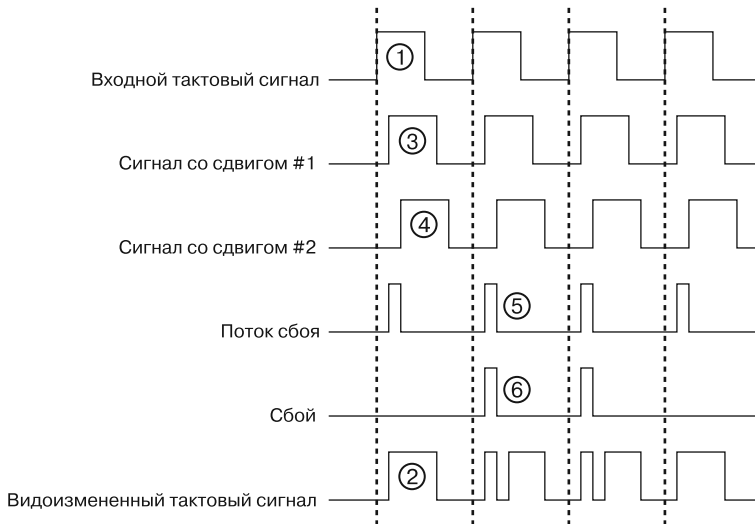 Входной тактовый сигнал ①
Сигнал со сдвигом #1 ③
Сигнал со сдвигом #2 ④
Поток сбоя ⑤
Сбой ⑥
Видоизмененный тактовый сигнал ②